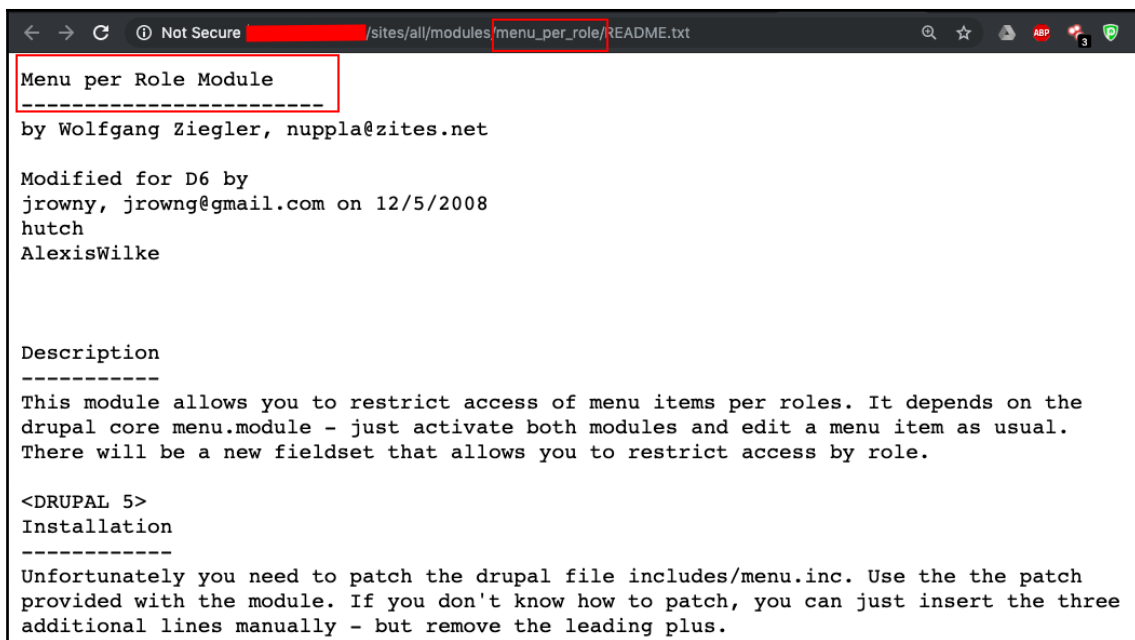 Not Secure /sites/all/modules/menu_per_role/README.txt
ABP
3
Menu per Role Module
------------------------
by Wolfgang Ziegler, nuppla@zites.net
Modified for D6 by
jrowny, jrowng@gmail.com on 12/5/2008
hutch
AlexisWilke
Description
-----------
This module allows you to restrict access of menu items per roles. It depends on the
drupal core menu.module - just activate both modules and edit a menu item as usual.
There will be a new fieldset that allows you to restrict access by role.
<DRUPAL 5>
Installation
------------
Unfortunately you need to patch the drupal file includes/menu.inc. Use the the patch
provided with the module. If you don't know how to patch, you can just insert the three
additional lines manually - but remove the leading plus.